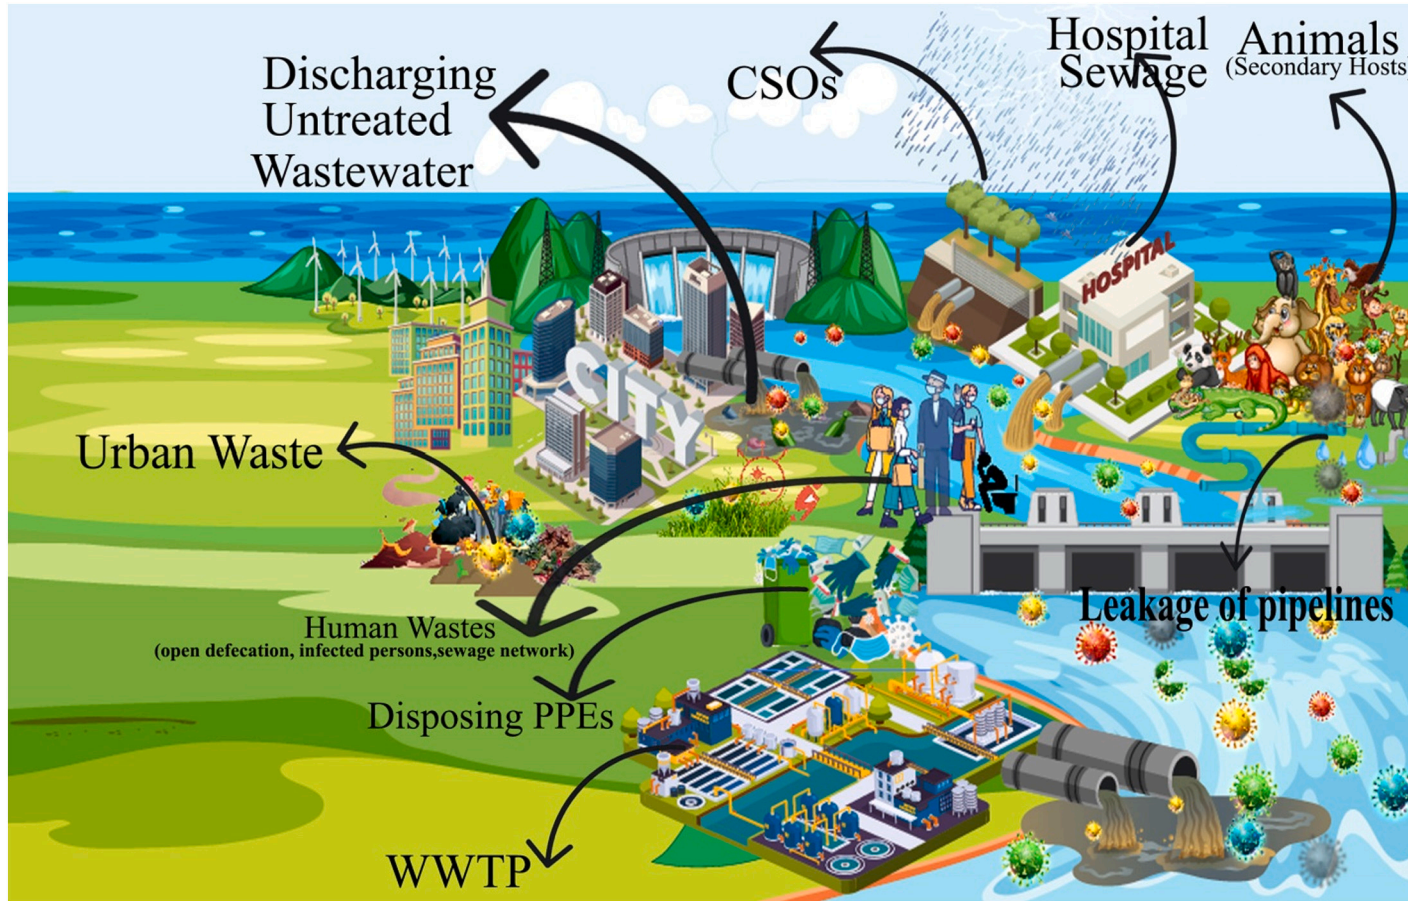 Discharging
Untreated
Wastewater
CSOs
Hospital
Sewage
Animals
(Secondary Hosts)
HOSPITAL
CITY
Urban Waste
Leakage of pipelines
Human Wastes
(open defecation, infected persons,sewage network)
Disposing PPEs
WWTP